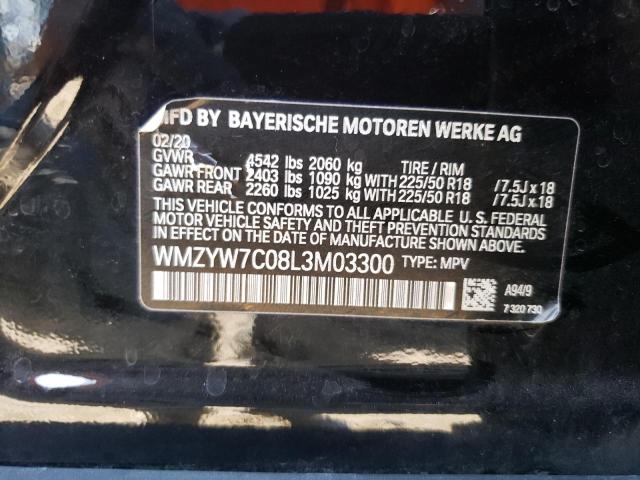 MFD BY BAYERISCHE MOTOREN WERKE AG
02/20
GVWR 4542 lbs 2060 kg TIRE / RIM
GAWR FRONT 2403 lbs 1090 kg WITH 225/50 R18 /7.5J x 18
GAWR REAR 2260 lbs 1025 kg WITH 225/50 R18 /7.5J x 18
THIS VEHICLE CONFORMS TO ALL APPLICABLE U. S. FEDERAL
MOTOR VEHICLE SAFETY AND THEFT PREVENTION STANDARDS
IN EFFECT ON THE DATE OF MANUFACTURE SHOWN ABOVE.
WMZYW7C08L3M03300 TYPE: MPV
A94/9
7 320 730